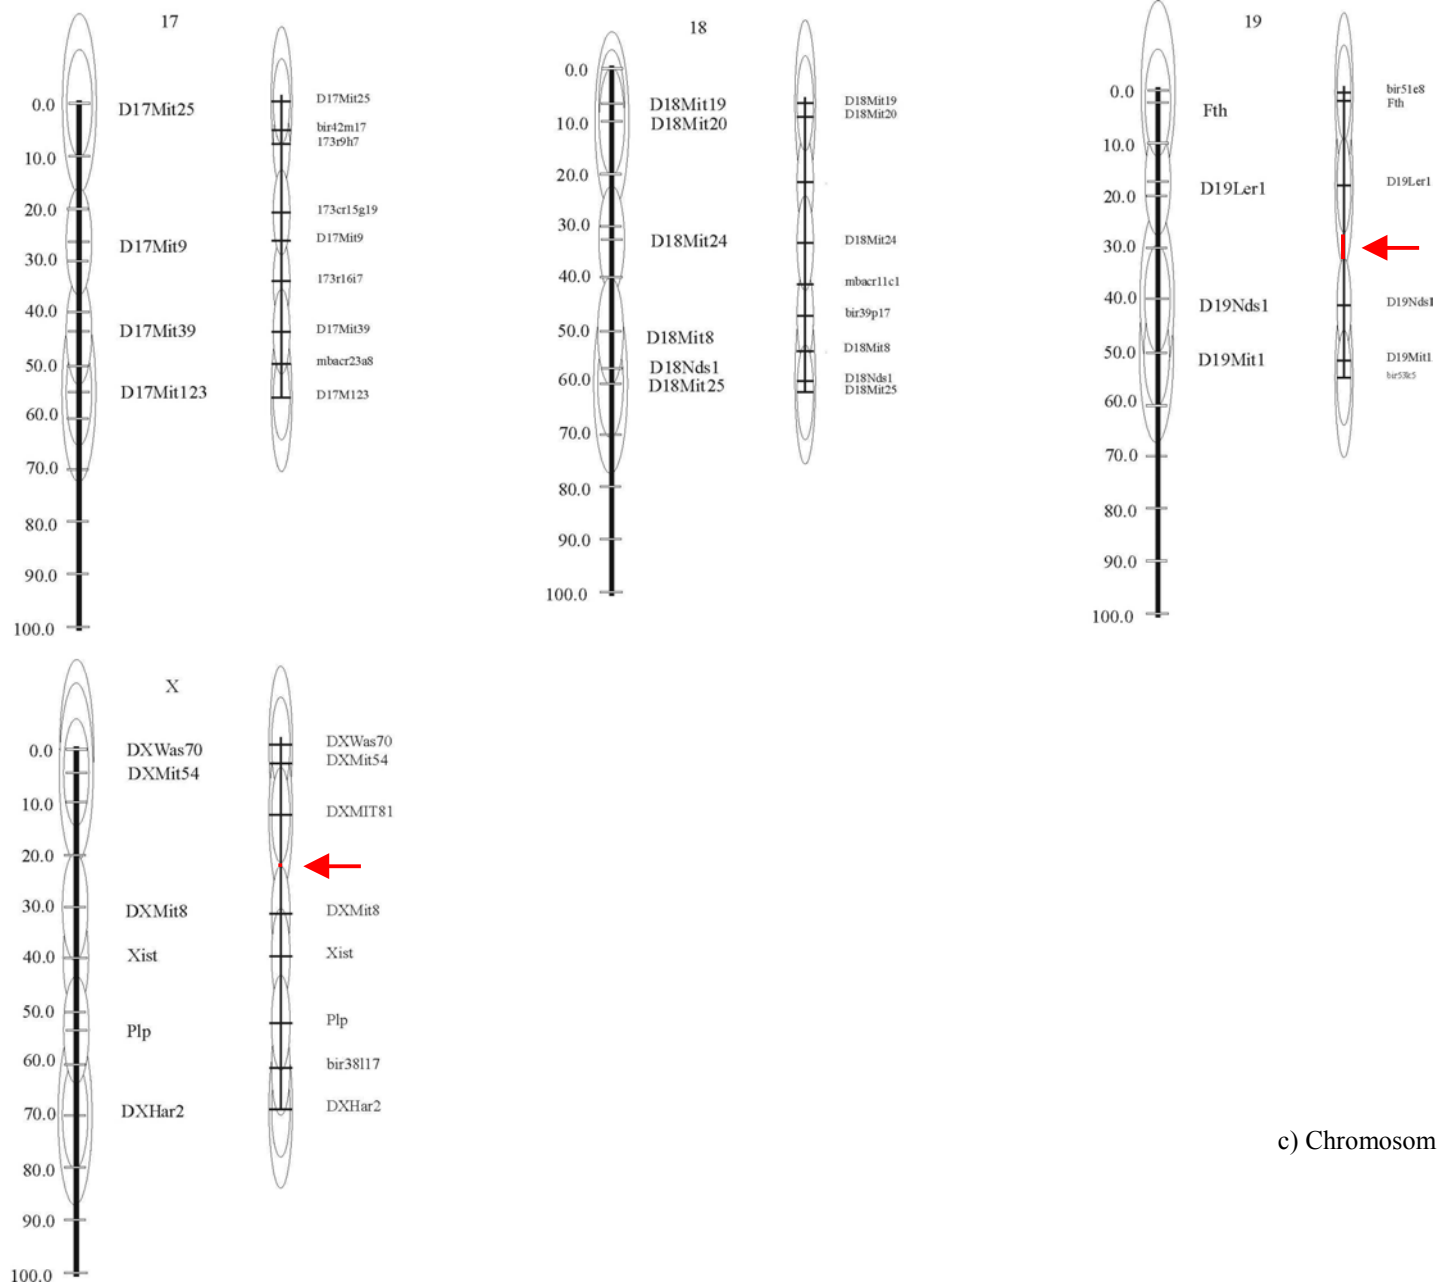 17
0.0
10.0
20.0
30.0
40.0
50.0
60.0
70.0
80.0
90.0
100.0
D17Mit25
D17Mit9
D17Mit39
D17Mit123
D17Mit25
bir42m17
173r9h7
173cr15g19
D17Mit9
173r16i7
D17Mit39
mbacr23a8
D17M123
18
0.0
10.0
20.0
30.0
40.0
50.0
60.0
70.0
80.0
90.0
100.0
D18Mit19
D18Mit20
D18Mit24
D18Mit8
D18Nds1
D18Mit25
D18Mit19
D18Mit20
D18Mit24
mbacr11c1
bir39p17
D18Mit8
D18Nds1
D18Mit25
19
0.0
10.0
20.0
30.0
40.0
50.0
60.0
70.0
80.0
90.0
100.0
Fth
D19Ler1
D19Nds1
D19Mit1
bir51e8
Fth
D19Ler1
D19Nds1
D19Mit1
bir53k5
X
0.0
10.0
20.0
30.0
40.0
50.0
60.0
70.0
80.0
90.0
100.0
DXWas70
DXMit54
DXMit8
Xist
Plp
DXHar2
DXWas70
DXMit54
DXMIT81
DXMit8
Xist
Plp
bir38l17
DXHar2
c) Chromosom